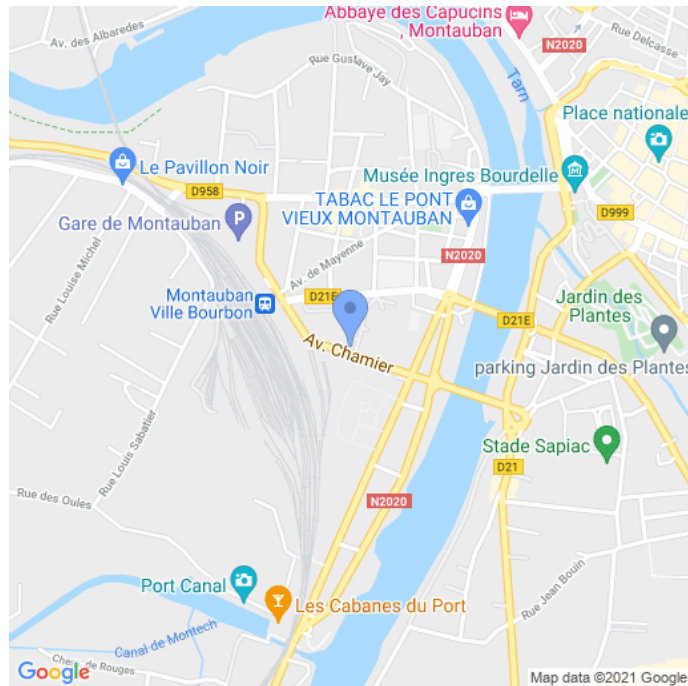 Abbaye des Capucins
, Montauban
Av. des Albaredes
N2020
Rue Delcasse
Rue Gustave Jay
Tarn
Place nationale
Le Pavillon Noir
Musée Ingres Bourdelle
D958
TABAC LE PONT
VIEUX MONTAUBAN
Gare de Montauban
P
D999
Rue Louise Michel
Av. de Mayenne
N2020
Montauban
Ville Bourbon
D21E
Jardin des
Plantes
D21E
Av. Chamier
parking Jardin des Plantes
Rue Louis Sabatier
Stade Sapiac
D21
Rue des Oules
N2020
Port Canal
Les Cabanes du Port
Rue Jean Bouin
Canal de Montech
Chem. de Rouges
Google
Map data ©2021 Google